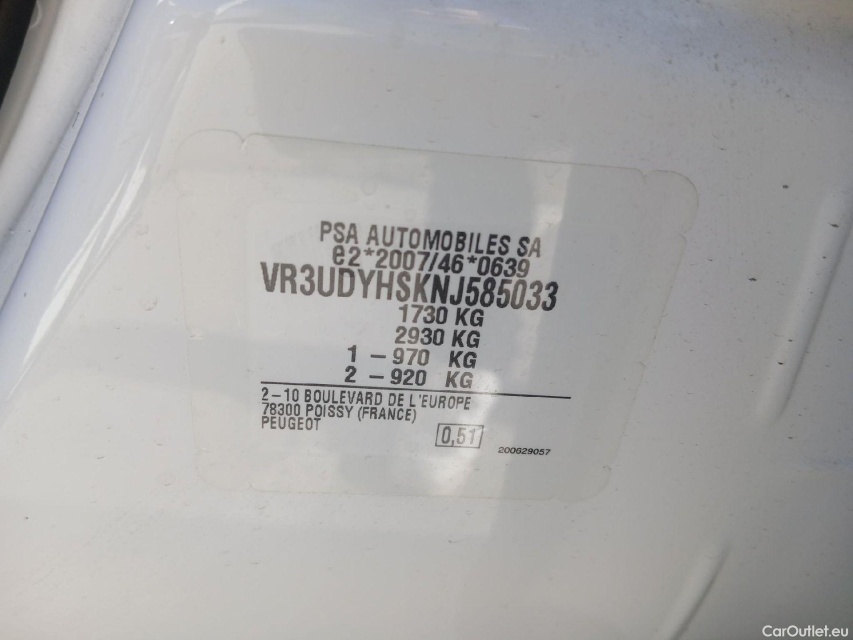 PSA AUTOMOBILES SA
e2*2007/46*0639
VR3UDYHSKNJ585033
1730 KG
2930 KG
1 – 970 KG
2 – 920 KG
2–10 BOULEVARD DE L'EUROPE
78300 POISSY (FRANCE)
PEUGEOT
0,51
200629057
CarOutlet.eu